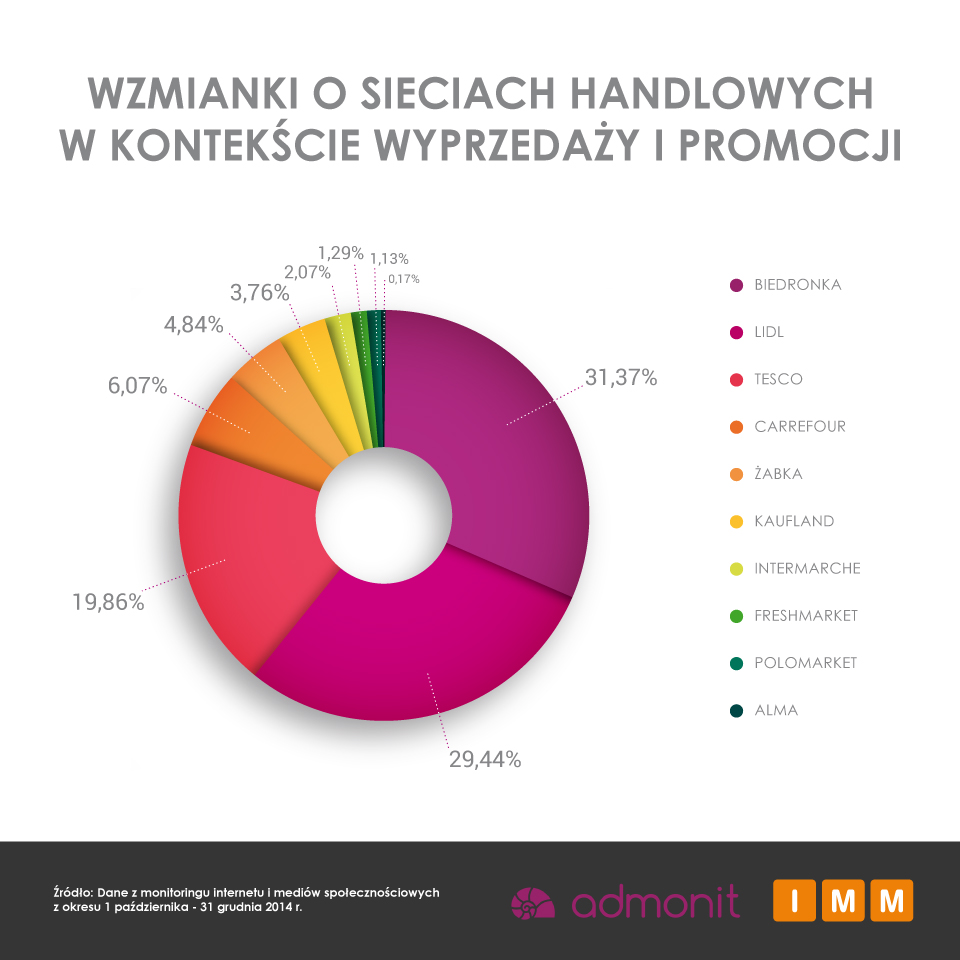 WZMIANKI O SIECIACH HANDLOWYCH
W KONTEKŚCIE WYPRZEDAŻY I PROMOCJI
1,29%
1,13%
2,07%
0,17%
3,76%
4,84%
6,07%
31,37%
19,86%
29,44%
BIEDRONKA
LIDL
TESCO
CARREFOUR
ŻABKA
KAUFLAND
INTERMARCHE
FRESHMARKET
POLOMARKET
ALMA
Źródło: Dane z monitoringu internetu i mediów społecznościowych
z okresu 1 października - 31 grudnia 2014 r.
admonit
IMM